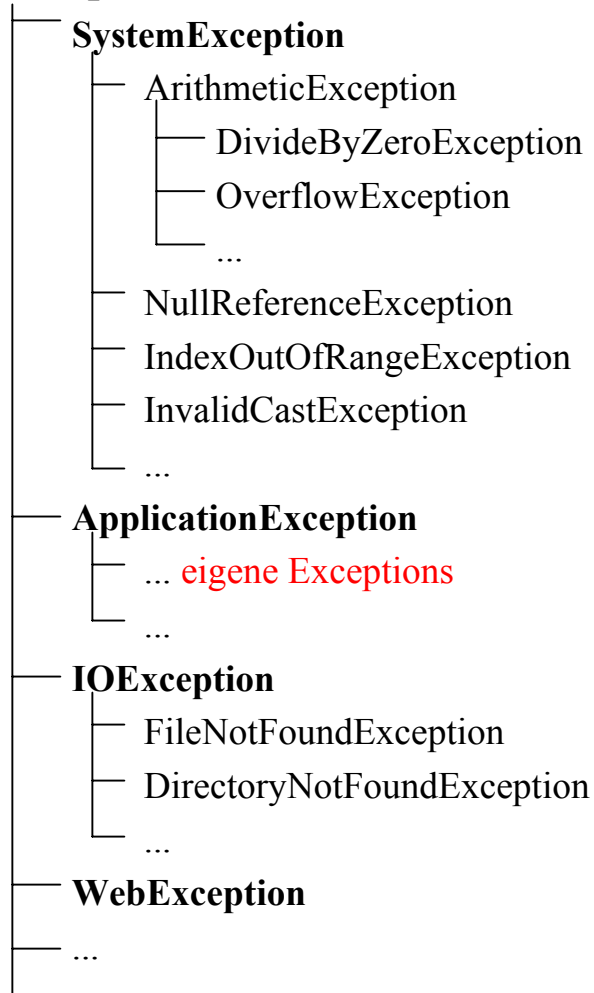 SystemException
ArithmeticException
DivideByZeroException
OverflowException
...
NullReferenceException
IndexOutOfRangeException
InvalidCastException
...
ApplicationException
... eigene Exceptions
...
IOException
FileNotFoundException
DirectoryNotFoundException
...
WebException
...